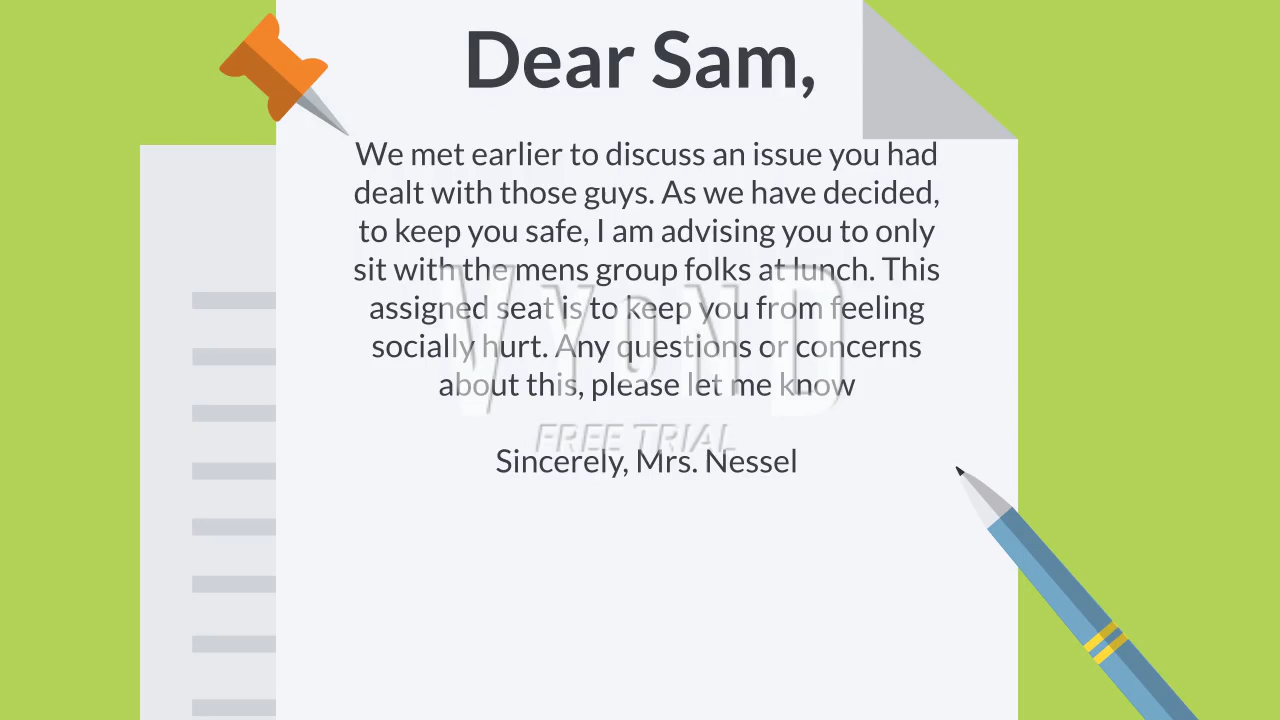 Dear Sam,
We met earlier to discuss an issue you had
dealt with those guys. As we have decided,
to keep you safe, I am advising you to only
sit with the mens group folks at lunch. This
assigned seat is to keep you from feeling
socially hurt. Any questions or concerns
about this, please let me know
VYOND
FREE TRIAL
Sincerely, Mrs. Nessel